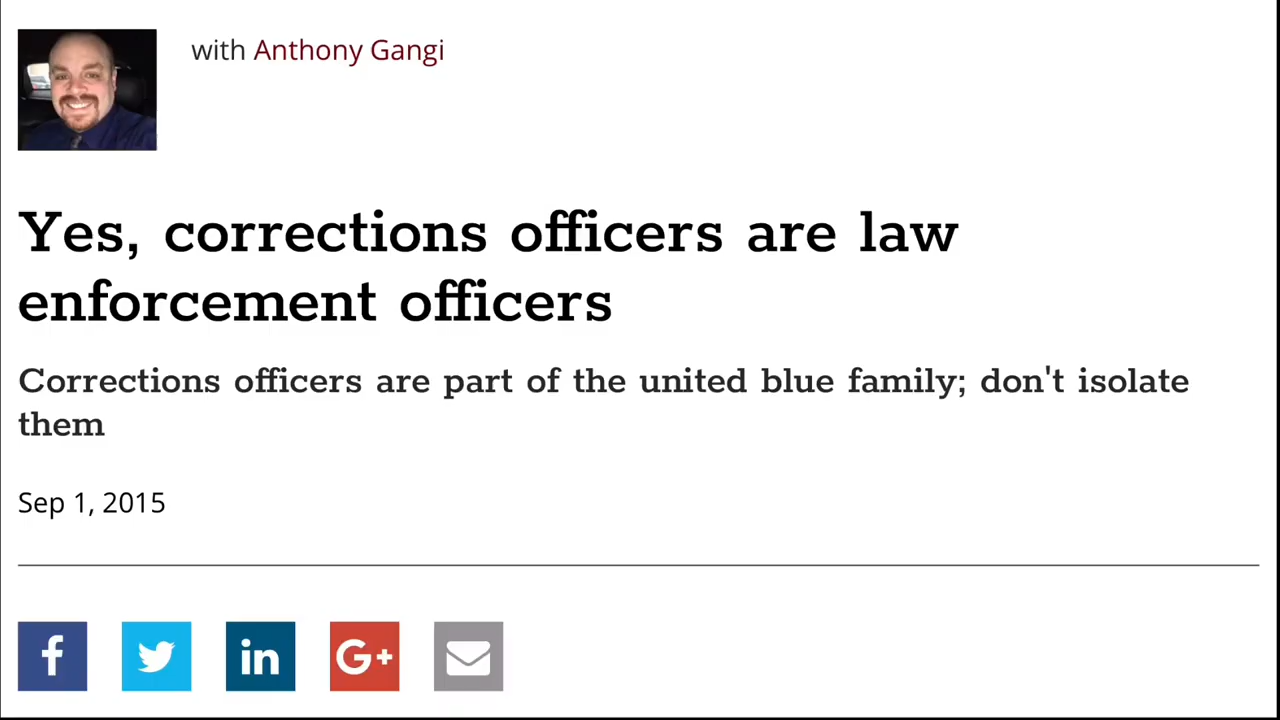 with Anthony Gangi
Yes, corrections officers are law
enforcement officers
Corrections officers are part of the united blue family; don't isolate
them
Sep 1, 2015
f
in
G+